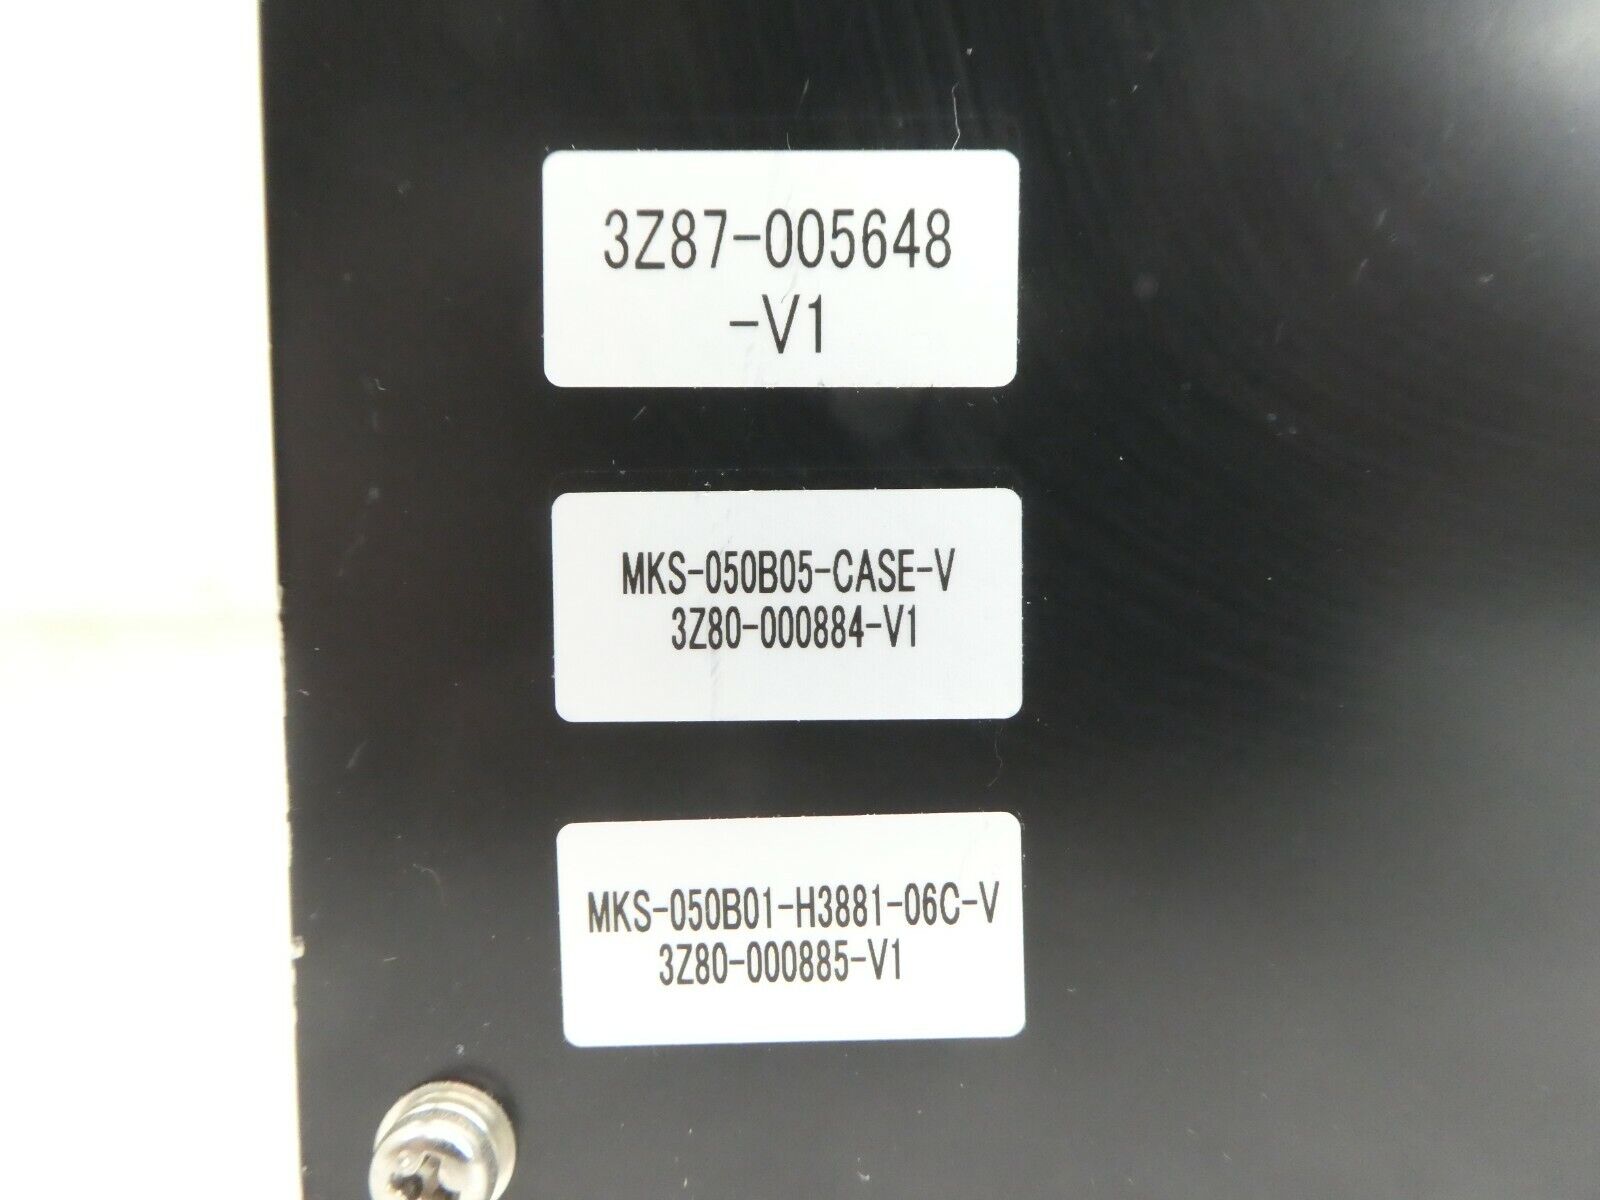 3Z87-005648
-V1
MKS-050B05-CASE-V
3Z80-000884-V1
MKS-050B01-H3881-06C-V
3Z80-000885-V1